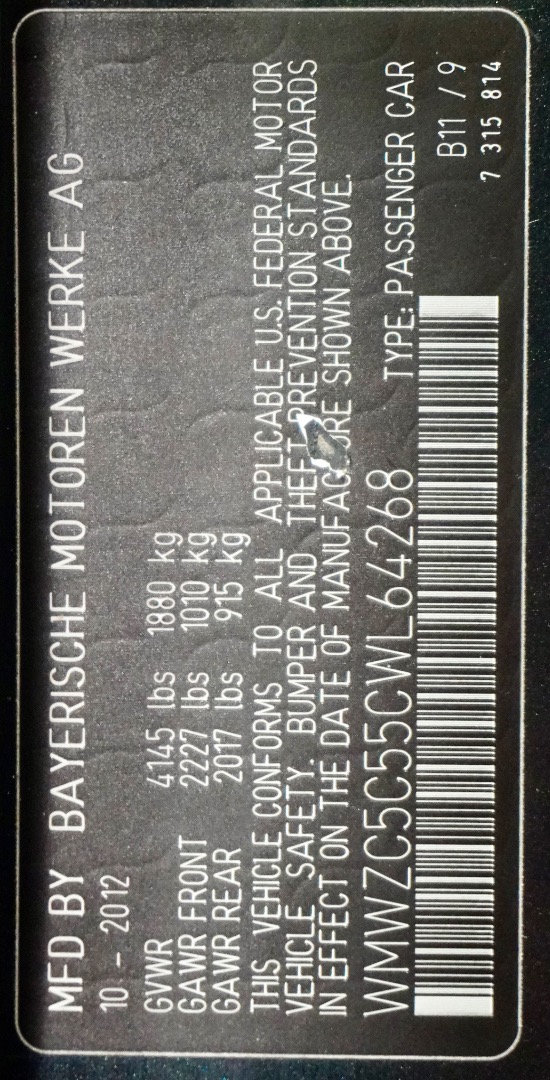 MFD BY BAYERISCHE MOTOREN WERKE AG
10 - 2012
GVWR 4145 lbs 1880 kg
GAWR FRONT 2227 lbs 1010 kg
GAWR REAR 2017 lbs 915 kg
THIS VEHICLE CONFORMS TO ALL APPLICABLE U.S. FEDERAL MOTOR
VEHICLE SAFETY. BUMPER AND THEFT PREVENTION STANDARDS
IN EFFECT ON THE DATE OF MANUFACTURE SHOWN ABOVE.
WMWZC5C55CWL64268 TYPE: PASSENGER CAR
B11 / 9
7 315 814